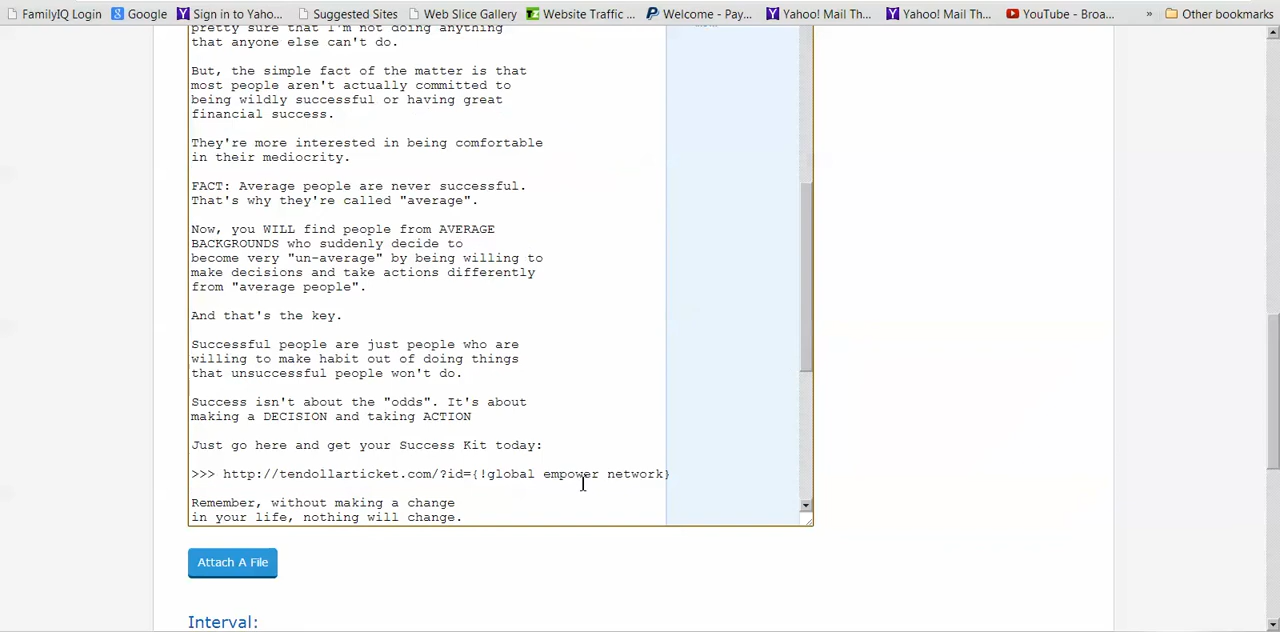 FamilyIQ Login Google Sign in to Yaho... Suggested Sites Web Slice Gallery Website Traffic ... Welcome - Pay... Yahoo! Mail Th... Yahoo! Mail Th... YouTube - Broa... » Other bookmarks
pretty sure that I'm not doing anything
that anyone else can't do.
But, the simple fact of the matter is that
most people aren't actually committed to
being wildly successful or having great
financial success.
They're more interested in being comfortable
in their mediocrity.
FACT: Average people are never successful.
That's why they're called "average".
Now, you WILL find people from AVERAGE
BACKGROUNDS who suddenly decide to
become very "un-average" by being willing to
make decisions and take actions differently
from "average people".
And that's the key.
Successful people are just people who are
willing to make habit out of doing things
that unsuccessful people won't do.
Success isn't about the "odds". It's about
making a DECISION and taking ACTION
Just go here and get your Success Kit today:
>>> http://tendollarticket.com/?id={!global empower network}
Remember, without making a change
in your life, nothing will change.
Attach A File
Interval: